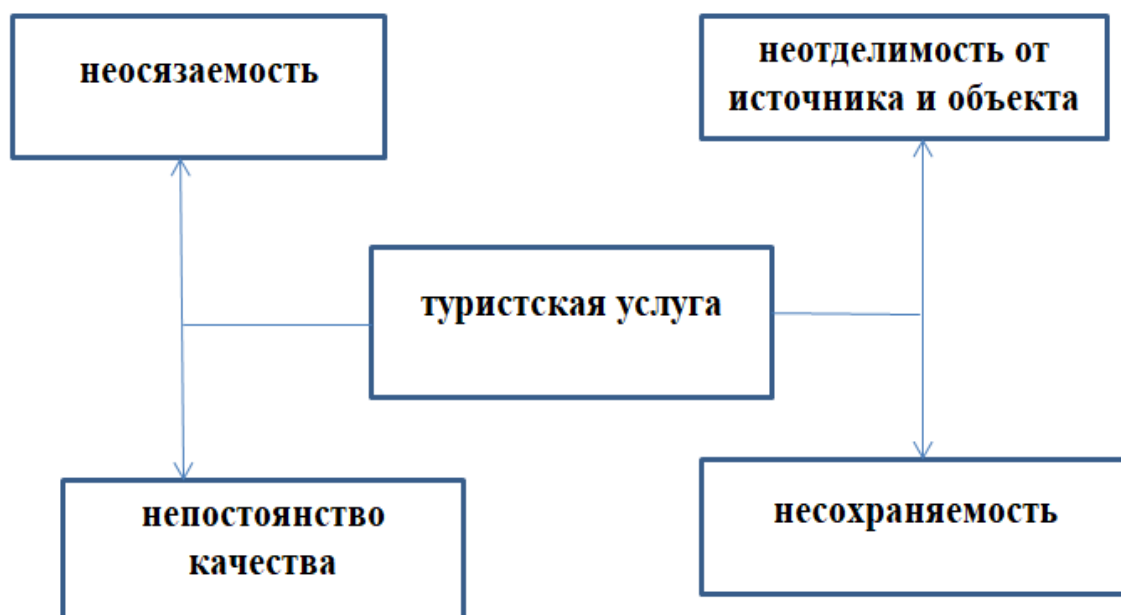 неосязаемость
неотделимость от
источника и объекта
туристская услуга
непостоянство
качества
несохраняемость